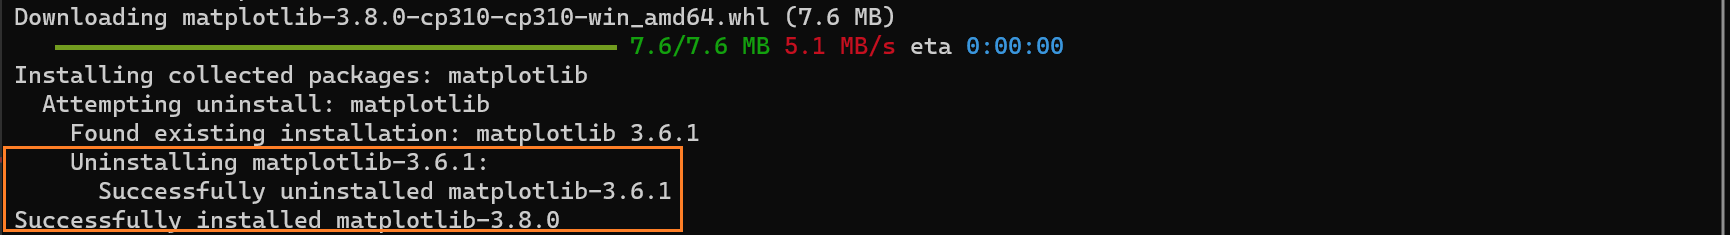 Downloading matplotlib-3.8.0-cp310-cp310-win_amd64.whl (7.6 MB)
7.6/7.6 MB 5.1 MB/s eta 0:00:00
Installing collected packages: matplotlib
Attempting uninstall: matplotlib
Found existing installation: matplotlib 3.6.1
Uninstalling matplotlib-3.6.1:
Successfully uninstalled matplotlib-3.6.1
Successfully installed matplotlib-3.8.0